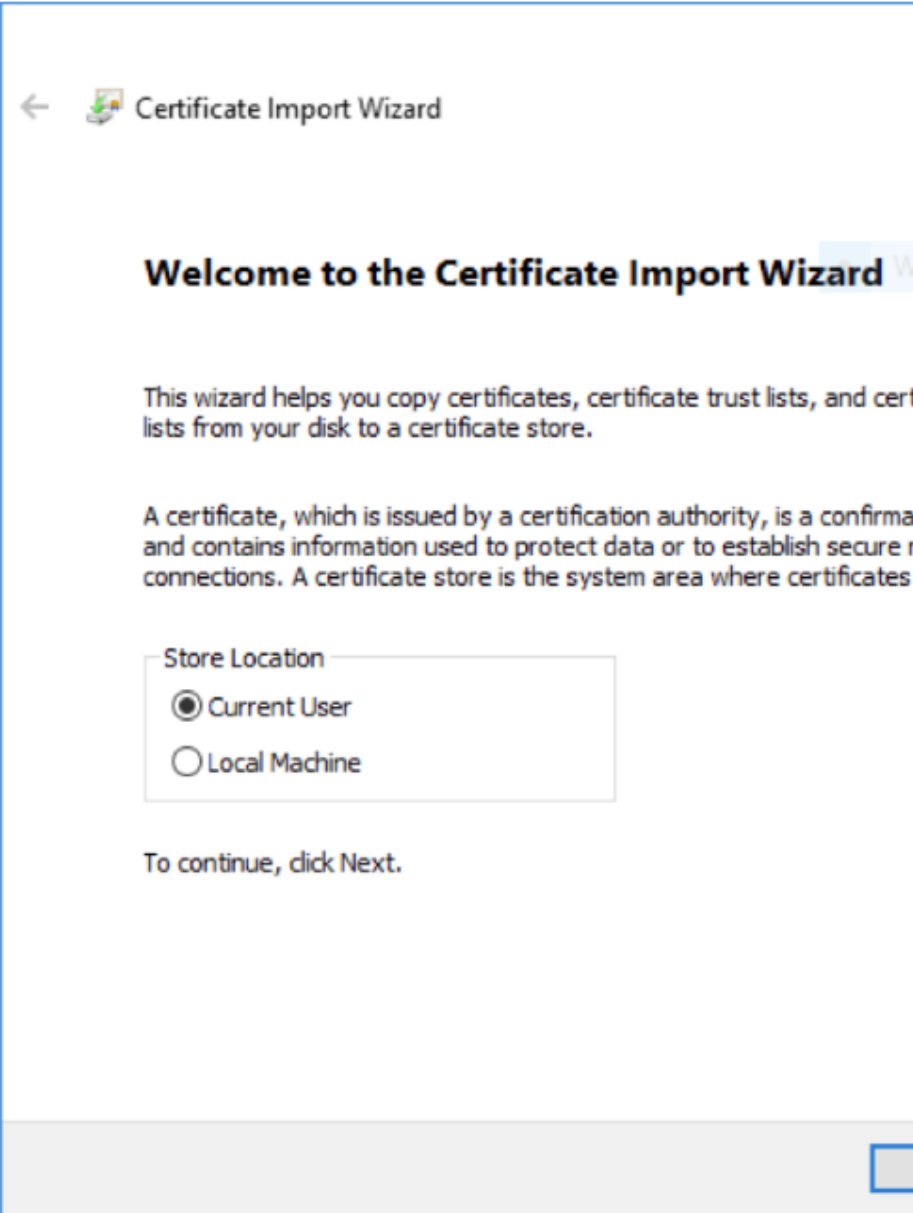 Certificate Import Wizard
Welcome to the Certificate Import Wizard
This wizard helps you copy certificates, certificate trust lists, and cert
lists from your disk to a certificate store.
A certificate, which is issued by a certification authority, is a confirma
and contains information used to protect data or to establish secure
connections. A certificate store is the system area where certificates
Store Location
Current User
Local Machine
To continue, click Next.